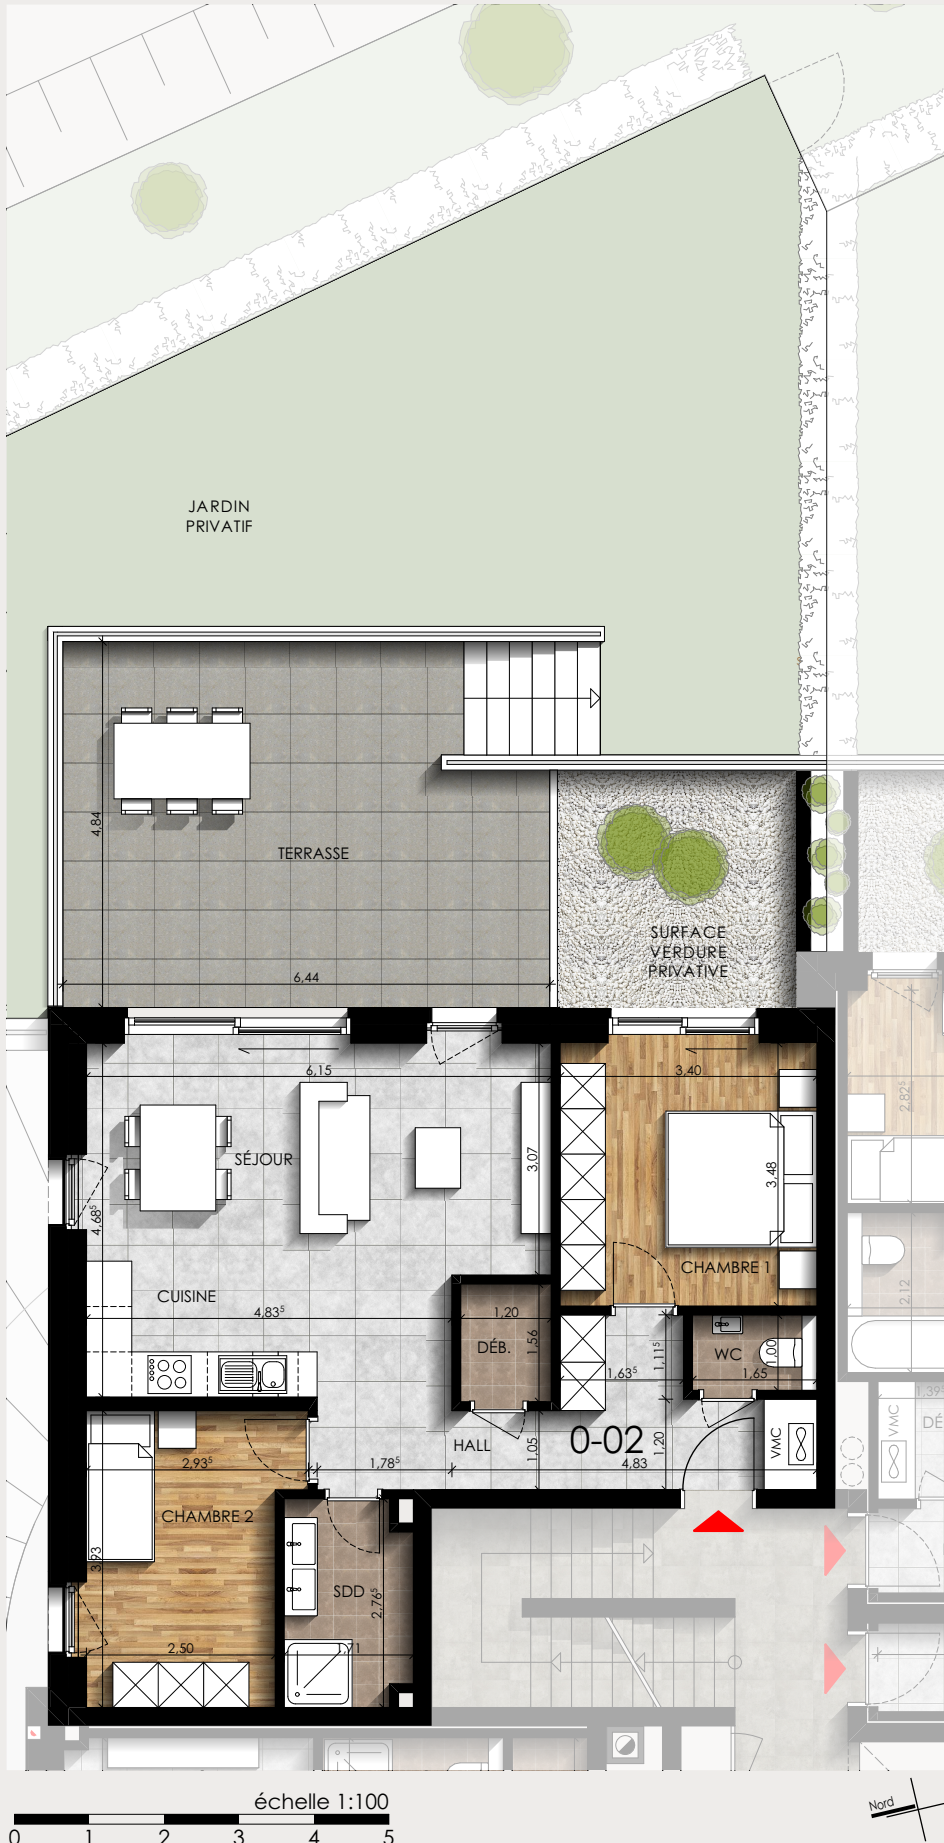 JARDIN
PRIVATIF
4,84
TERRASSE
6,44
SURFACE
VERDURE
PRIVATIVE
6,15
3,40
2,82⁵
SÉJOUR
3,07
3,48
4,68⁵
CHAMBRE 1
CUISINE
4,83⁵
1,20
1,56
DÉB.
1,11⁵
1,63⁵
WC
1,00
1,65
2,12
1,39⁵
VMC
DÉ
HALL
1,05
0-02
1,20
4,83
VMC
2,93⁵
1,78⁵
CHAMBRE 2
3,93
SDD
2,76⁵
2,50
échelle 1:100
0 1 2 3 4 5
Nord